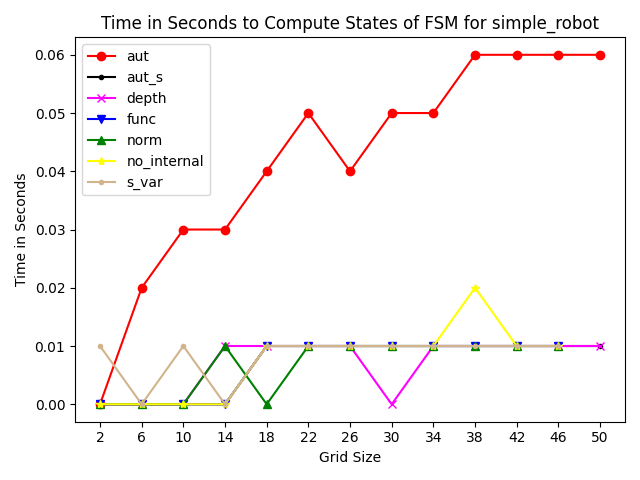 Time in Seconds to Compute States of FSM for simple_robot
aut
aut_s
depth
func
norm
no_internal
s_var
Time in Seconds
0.06
0.05
0.04
0.03
0.02
0.01
0.00
2 6 10 14 18 22 26 30 34 38 42 46 50
Grid Size